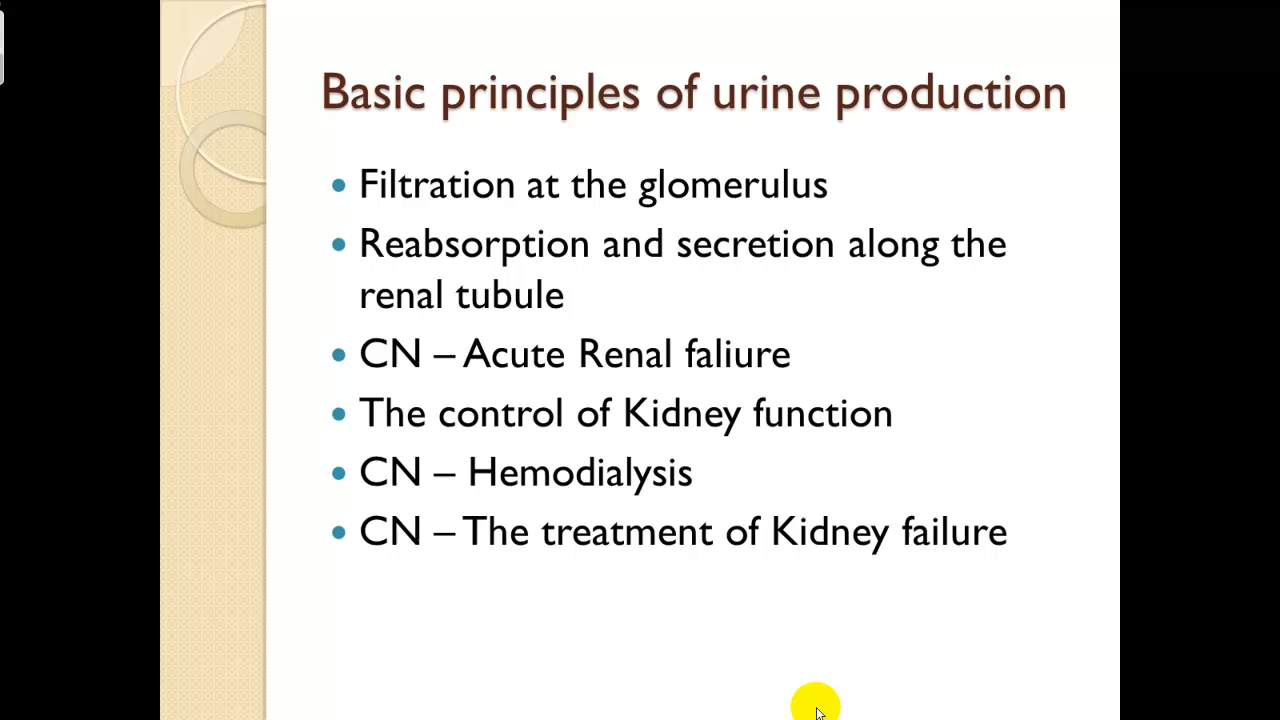 Basic principles of urine production
• Filtration at the glomerulus
• Reabsorption and secretion along the
renal tubule
• CN – Acute Renal faliure
• The control of Kidney function
• CN – Hemodialysis
• CN – The treatment of Kidney failure